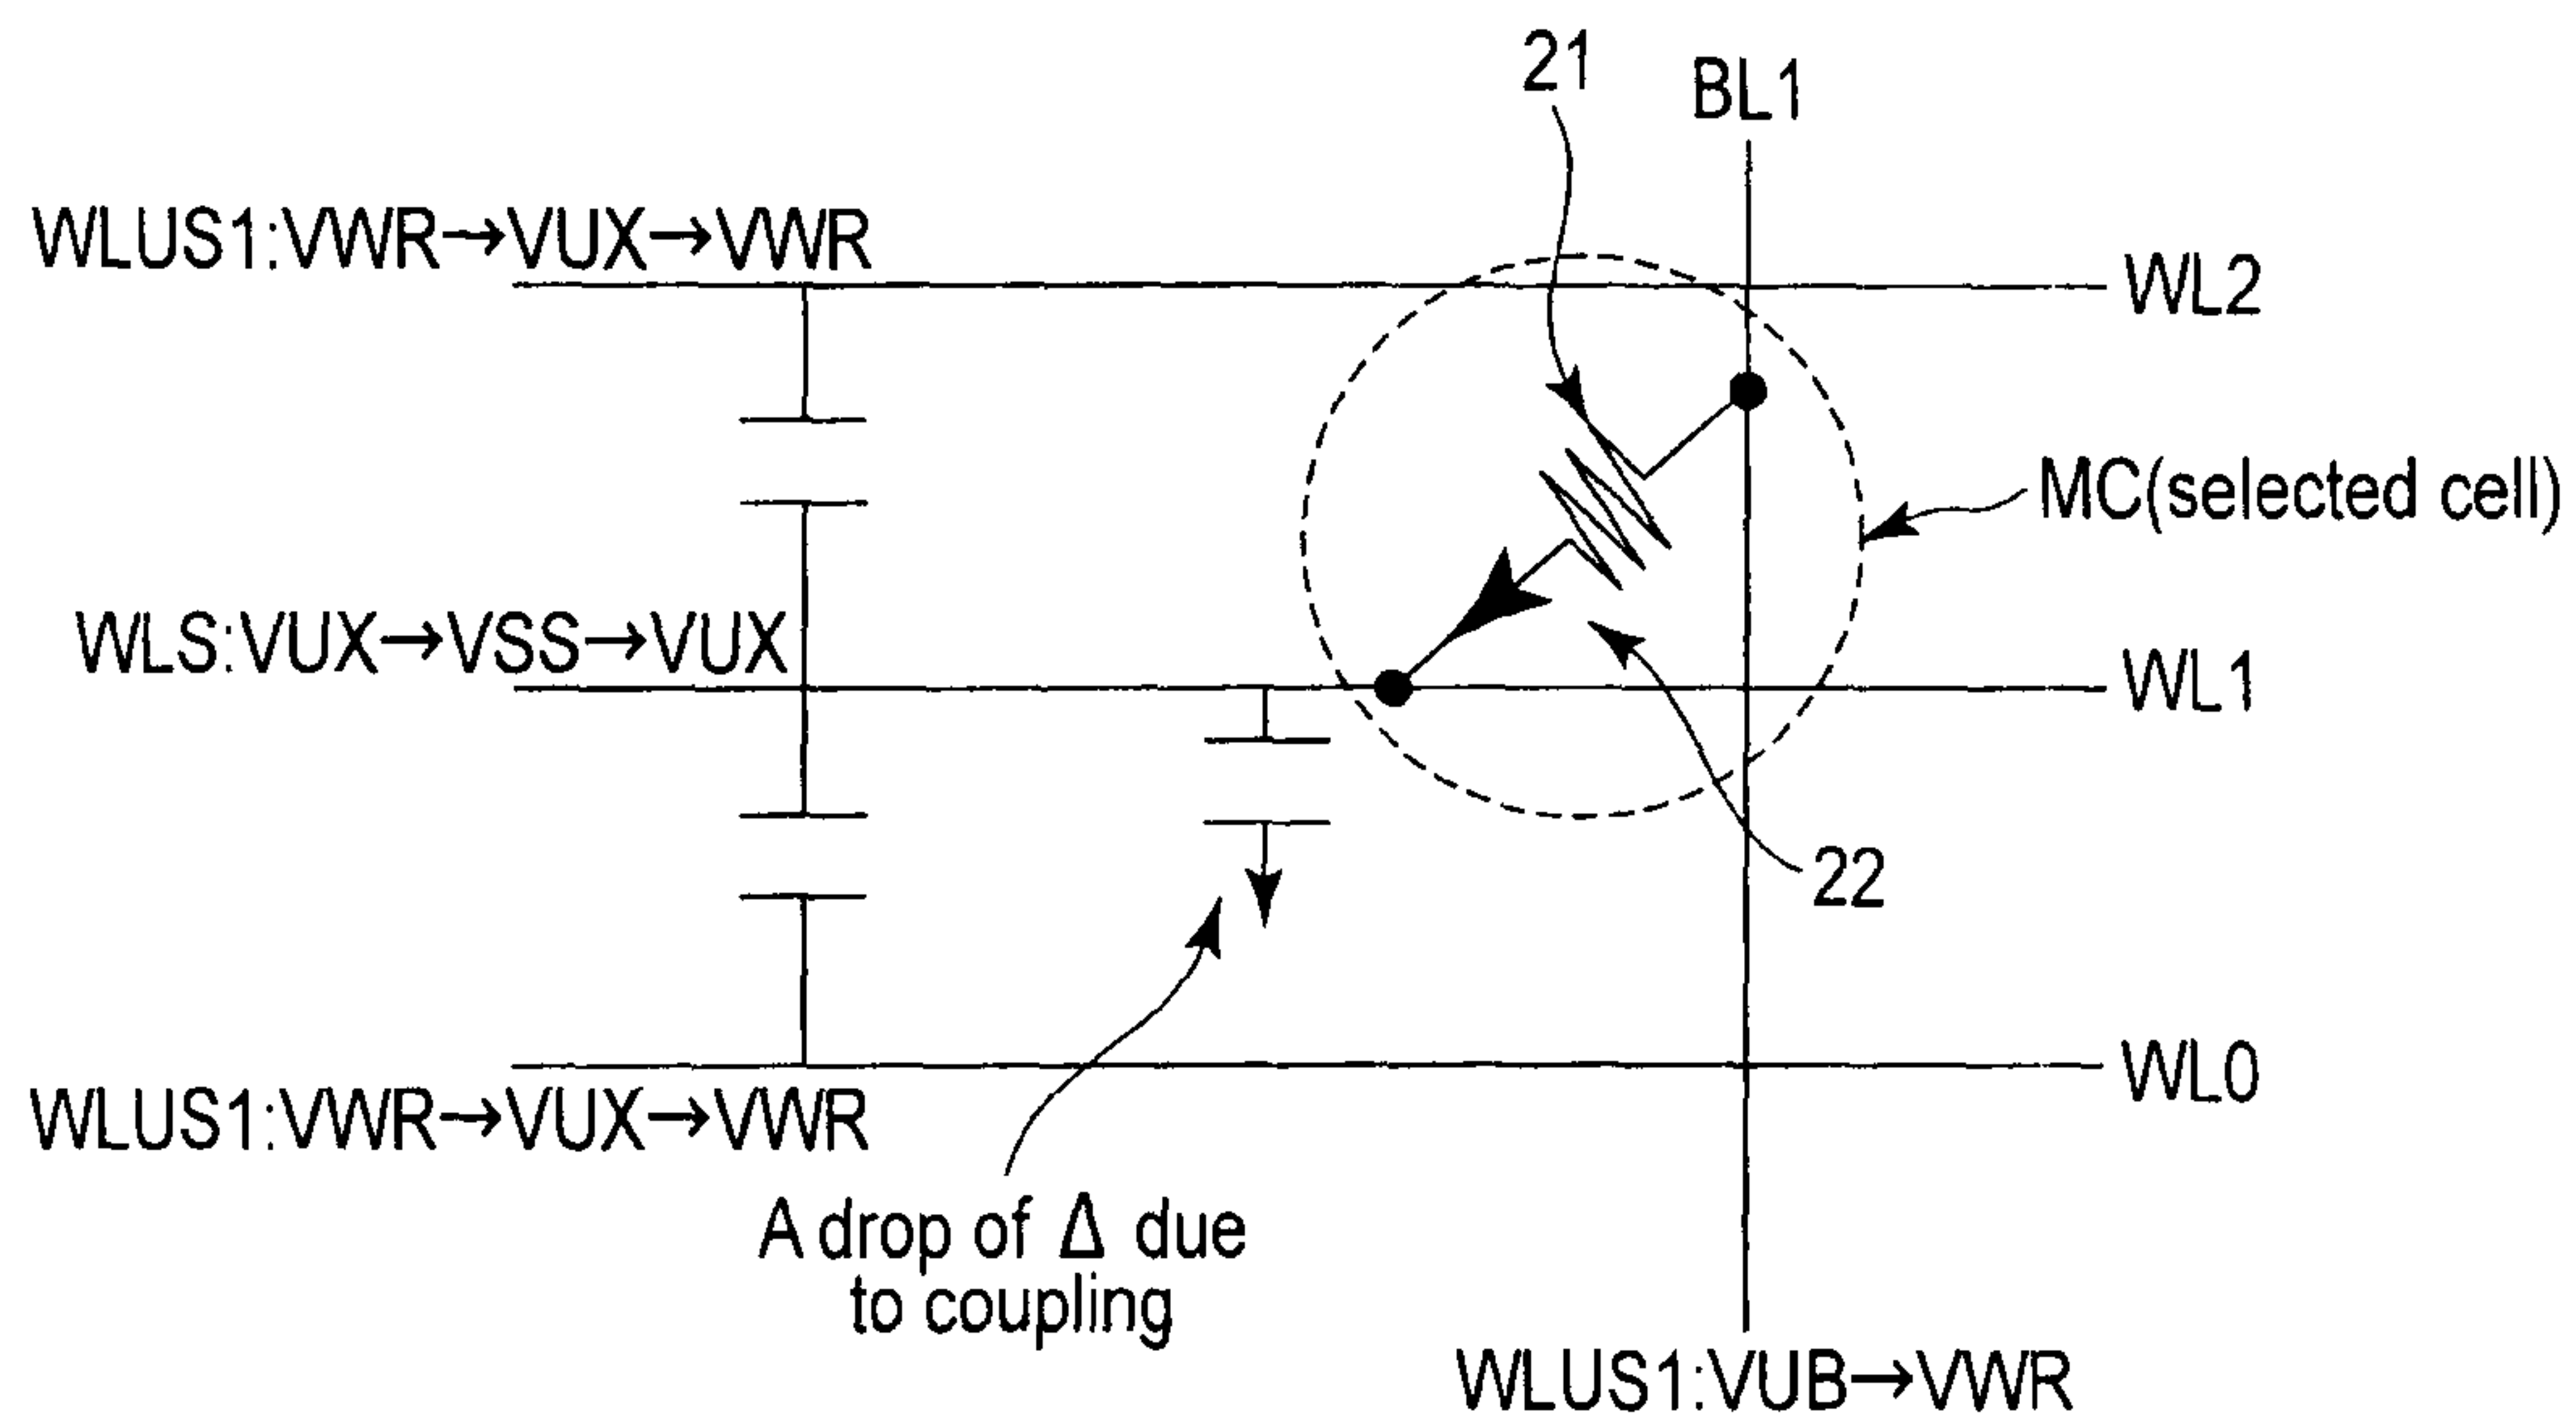 21
BL1
WLUS1:VWR→VUX→VWR
WL2
MC(selected cell)
WLS:VUX→VSS→VUX
WL1
22
WL0
WLUS1:VWR→VUX→VWR
A drop of Δ due
to coupling
WLUS1:VUB→VWR